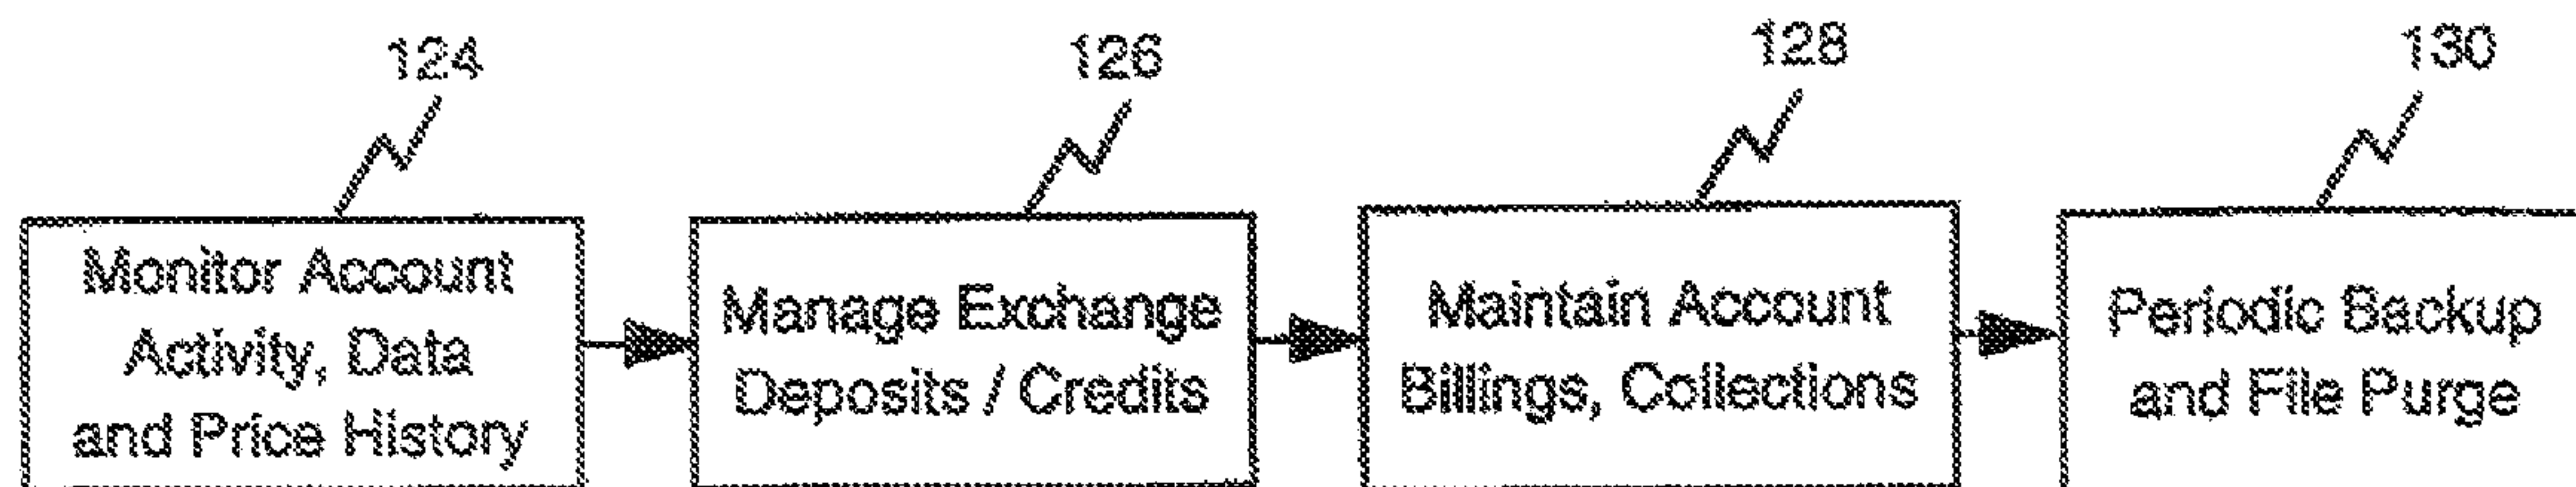 124
126
128
130
Monitor Account
Activity, Data
and Price History
Manage Exchange
Deposits / Credits
Maintain Account
Billings, Collections
Periodic Backup
and File Purge